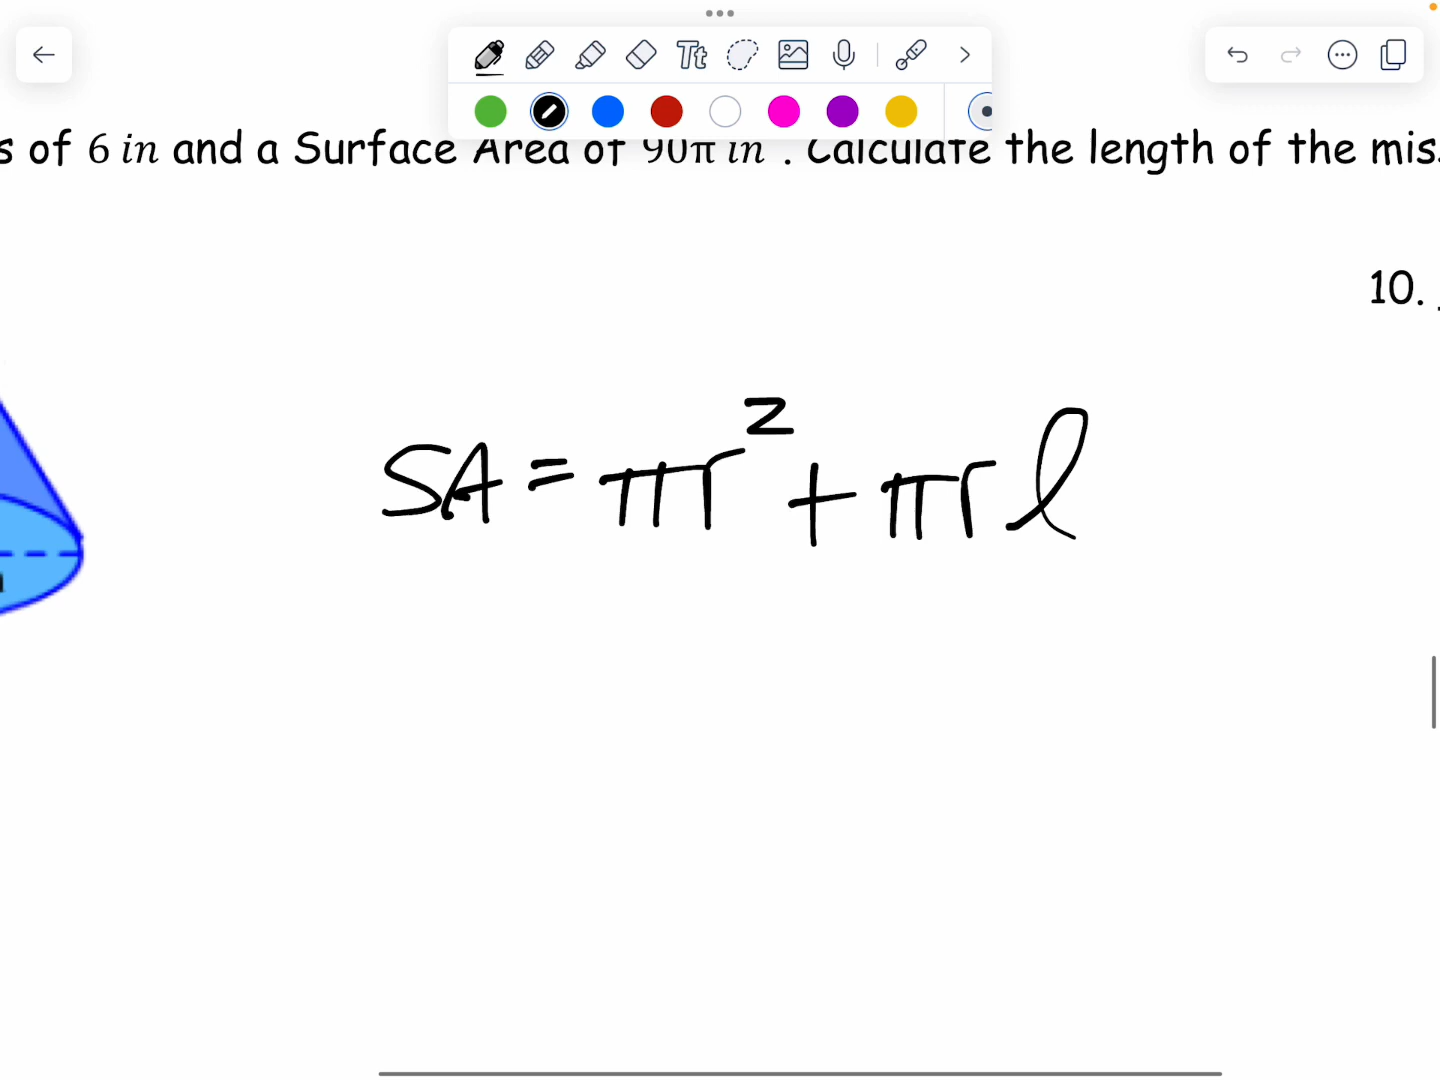 s of 6 in and a Surface Area of 90π in . Calculate the length of the mis
10.
SA = πr² + πrl